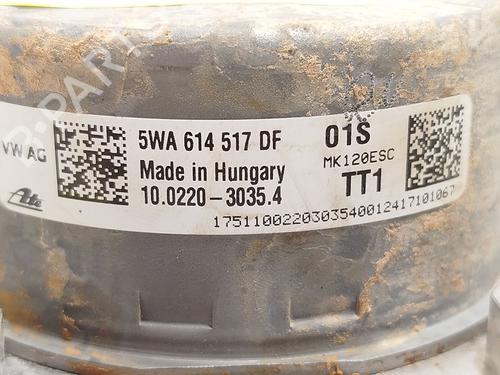 VW AG
5WA 614 517 DF 01S
Made in Hungary MK120ESC
10.0220-3035.4 TT1
Ate
1751100220303540012417101067